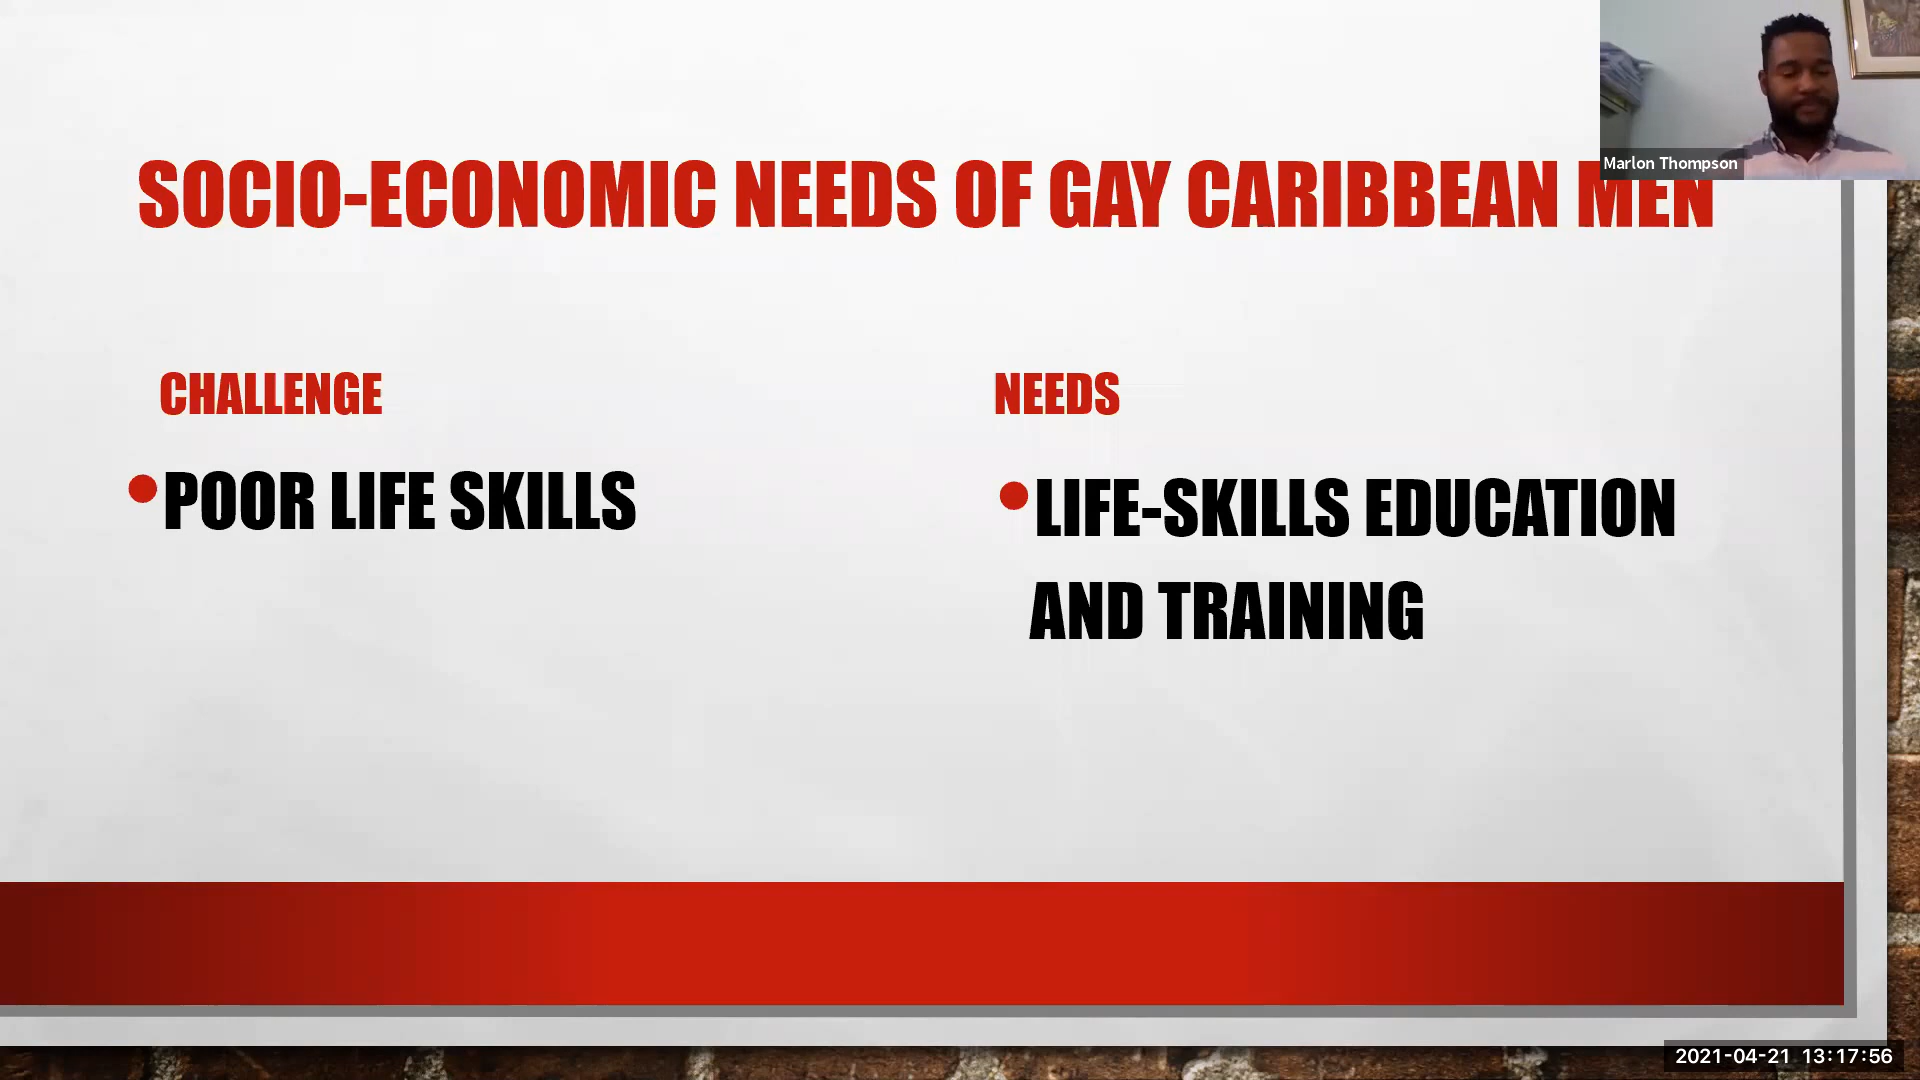 Marlon Thompson
SOCIO-ECONOMIC NEEDS OF GAY CARIBBEAN MEN
CHALLENGE
•POOR LIFE SKILLS
NEEDS
•LIFE-SKILLS EDUCATION
AND TRAINING
2021-04-21 13:17:56